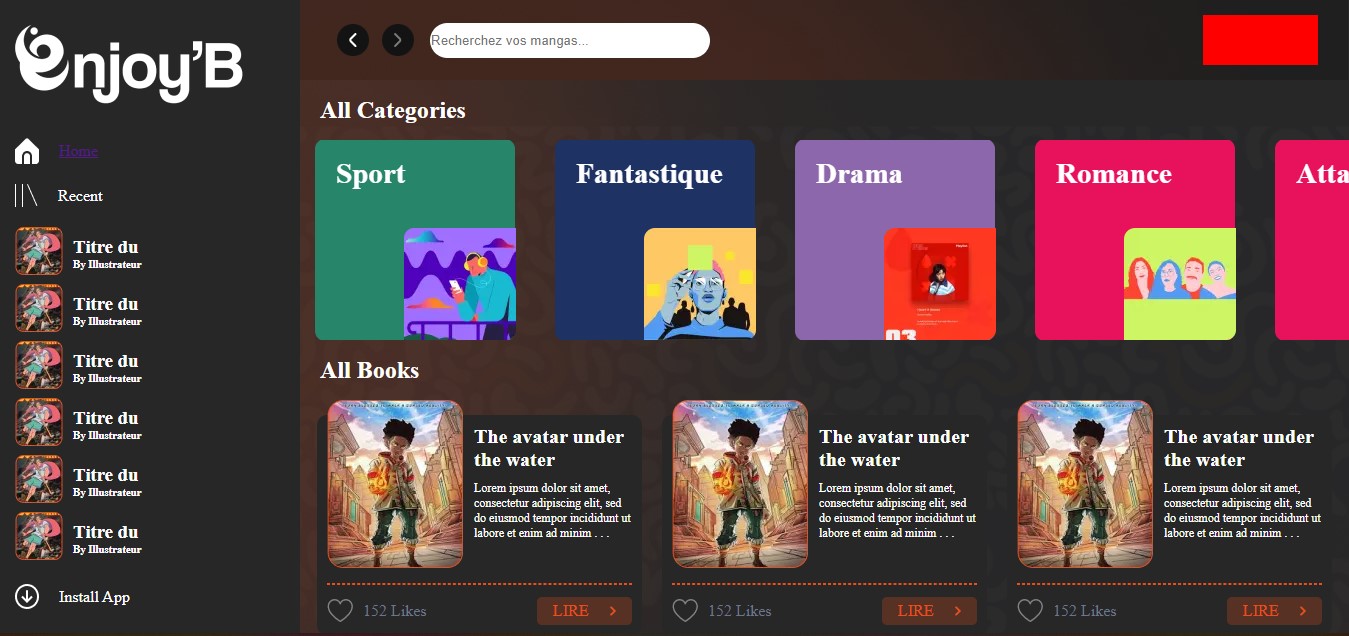 enjoy'B
Home
Recent
Titre du
By Illustrateur
Titre du
By Illustrateur
Titre du
By Illustrateur
Titre du
By Illustrateur
Titre du
By Illustrateur
Titre du
By Illustrateur
Install App
Recherchez vos mangas...
All Categories
Sport
Fantastique
Drama
Romance
Atta
03
All Books
The avatar under
the water
Lorem ipsum dolor sit amet,
consectetur adipiscing elit, sed
do eiusmod tempor incididunt ut
labore et enim ad minim . . .
152 Likes
LIRE
The avatar under
the water
Lorem ipsum dolor sit amet,
consectetur adipiscing elit, sed
do eiusmod tempor incididunt ut
labore et enim ad minim . . .
152 Likes
LIRE
The avatar under
the water
Lorem ipsum dolor sit amet,
consectetur adipiscing elit, sed
do eiusmod tempor incididunt ut
labore et enim ad minim . . .
152 Likes
LIRE